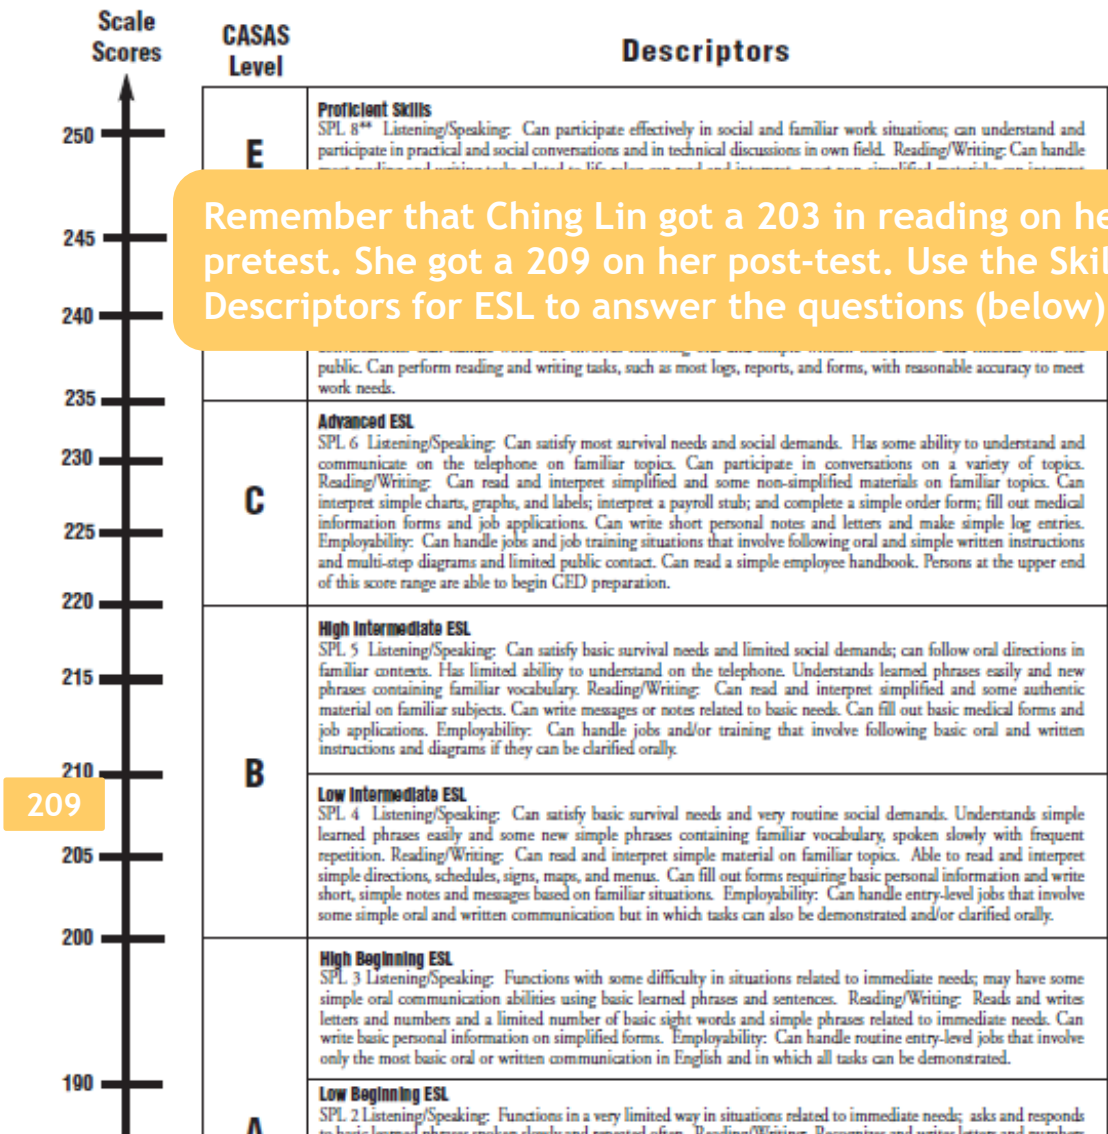 Scale
Scores
CASAS
Level
Descriptors
250
E
Proficient Skills
SPL 8** Listening/Speaking: Can participate effectively in social and familiar work situations; can understand and
participate in practical and social conversations and in technical discussions in own field. Reading/Writing: Can handle
Remember that Ching Lin got a 203 in reading on he
245
pretest. She got a 209 on her post-test. Use the Skil
Descriptors for ESL to answer the questions (below)
240
public. Can perform reading and writing tasks, such as most logs, reports, and forms, with reasonable accuracy to meet
work needs.
235
Advanced ESL
SPL 6 Listening/Speaking: Can satisfy most survival needs and social demands. Has some ability to understand and
communicate on the telephone on familiar topics. Can participate in conversations on a variety of topics.
Reading/Writing: Can read and interpret simplified and some non-simplified materials on familiar topics. Can
interpret simple charts, graphs, and labels; interpret a payroll stub; and complete a simple order form; fill out medical
information forms and job applications. Can write short personal notes and letters and make simple log entries.
Employability: Can handle jobs and job training situations that involve following oral and simple written instructions
and multi-step diagrams and limited public contact. Can read a simple employee handbook. Persons at the upper end
of this score range are able to begin GED preparation.
230
C
225
220
High Intermediate ESL
SPL 5 Listening/Speaking: Can satisfy basic survival needs and limited social demands; can follow oral directions in
familiar contexts. Has limited ability to understand on the telephone. Understands learned phrases easily and new
phrases containing familiar vocabulary. Reading/Writing: Can read and interpret simplified and some authentic
material on familiar subjects. Can write messages or notes related to basic needs. Can fill out basic medical forms and
job applications. Employability: Can handle jobs and/or training that involve following basic oral and written
instructions and diagrams if they can be clarified orally.
215
210
B
209
Low Intermediate ESL
SPL 4 Listening/Speaking: Can satisfy basic survival needs and very routine social demands. Understands simple
learned phrases easily and some new simple phrases containing familiar vocabulary, spoken slowly with frequent
repetition. Reading/Writing: Can read and interpret simple material on familiar topics. Able to read and interpret
simple directions, schedules, signs, maps, and menus. Can fill out forms requiring basic personal information and write
short, simple notes and messages based on familiar situations. Employability: Can handle entry-level jobs that involve
some simple oral and written communication but in which tasks can also be demonstrated and/or clarified orally.
205
200
High Beginning ESL
SPL 3 Listening/Speaking: Functions with some difficulty in situations related to immediate needs; may have some
simple oral communication abilities using basic learned phrases and sentences. Reading/Writing: Reads and writes
letters and numbers and a limited number of basic sight words and simple phrases related to immediate needs. Can
write basic personal information on simplified forms. Employability: Can handle routine entry-level jobs that involve
only the most basic oral or written communication in English and in which all tasks can be demonstrated.
190
Low Beginning ESL
SPL 2 Listening/Speaking: Functions in a very limited way in situations related to immediate needs; asks and responds
A